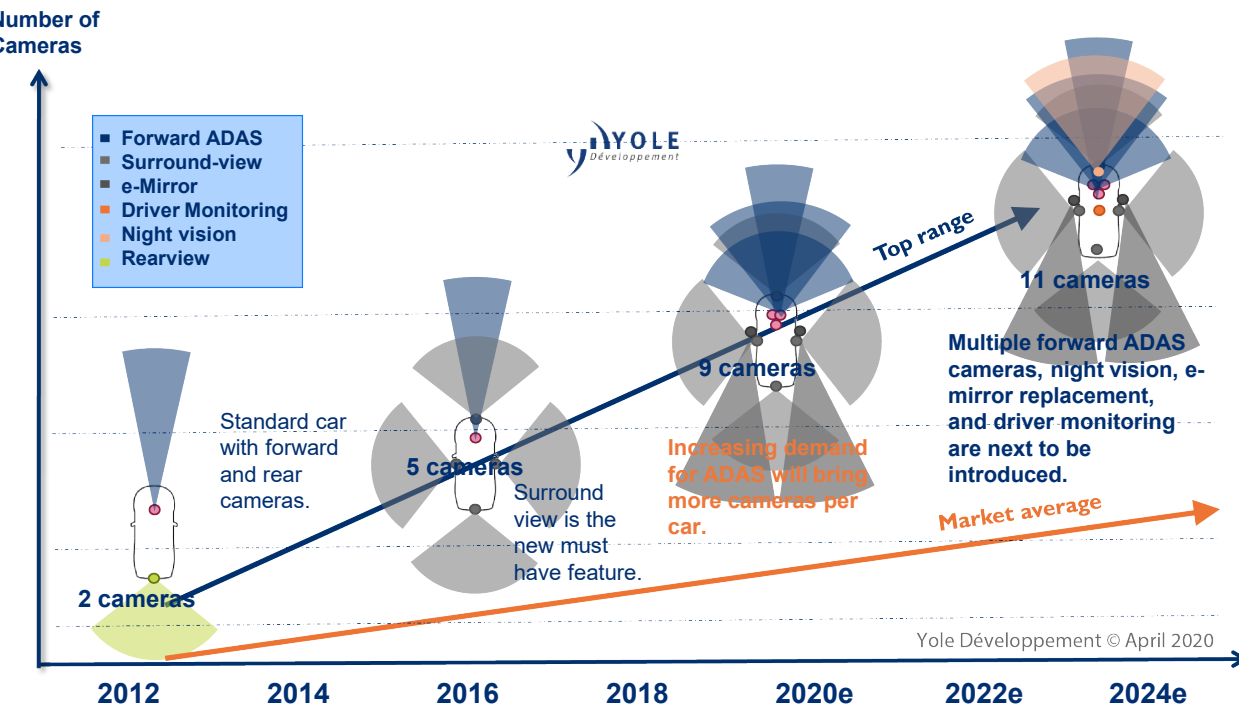 Number of
Cameras
Forward ADAS
Surround-view
e-Mirror
Driver Monitoring
Night vision
Rearview
YOLE
Développement
Top range
11 cameras
Multiple forward ADAS
cameras, night vision, e-
mirror replacement,
and driver monitoring
are next to be
introduced.
9 cameras
Increasing demand
for ADAS will bring
more cameras per
car.
Standard car
with forward
and rear
cameras.
5 cameras
Surround
view is the
new must
have feature.
Market average
2 cameras
Yole Développement © April 2020
2012
2014
2016
2018
2020e
2022e
2024e